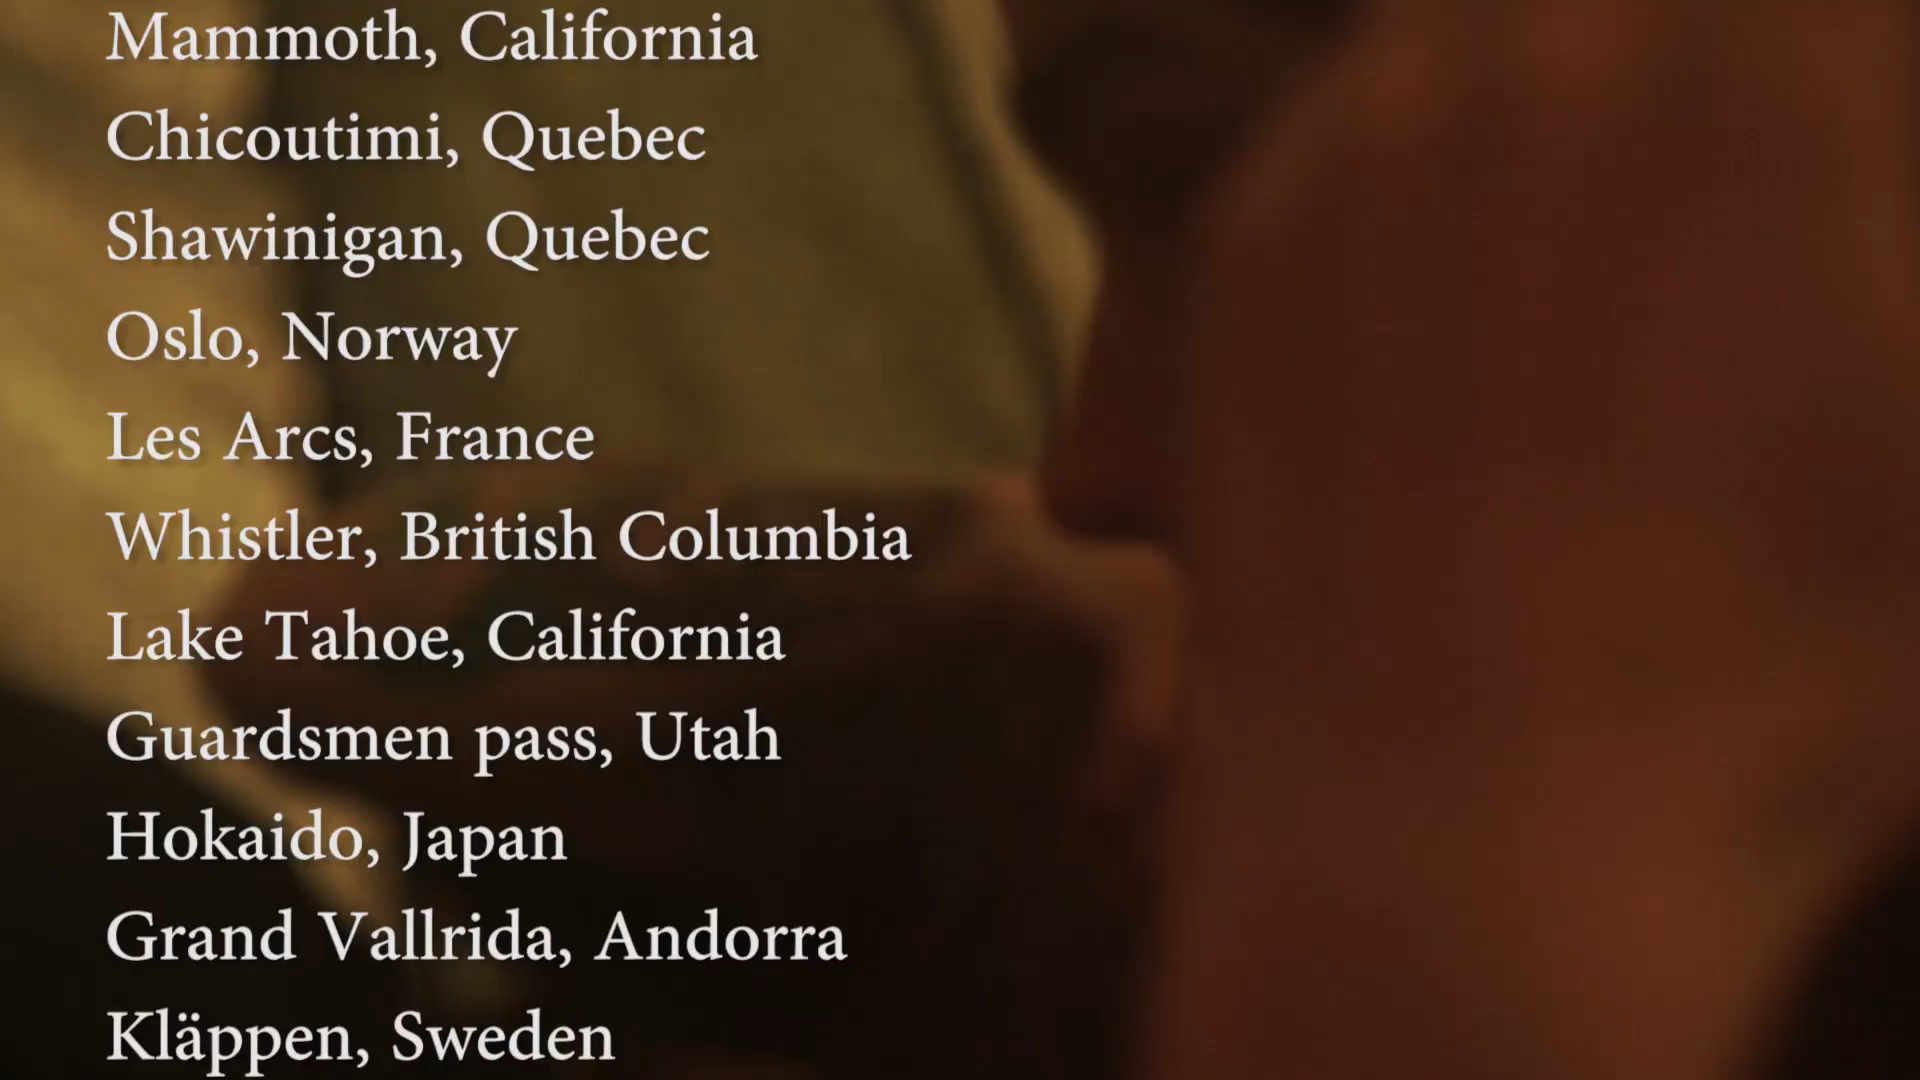 Mammoth, California
Chicoutimi, Quebec
Shawinigan, Quebec
Oslo, Norway
Les Arcs, France
Whistler, British Columbia
Lake Tahoe, California
Guardsmen pass, Utah
Hokaido, Japan
Grand Vallrida, Andorra
Kläppen, Sweden